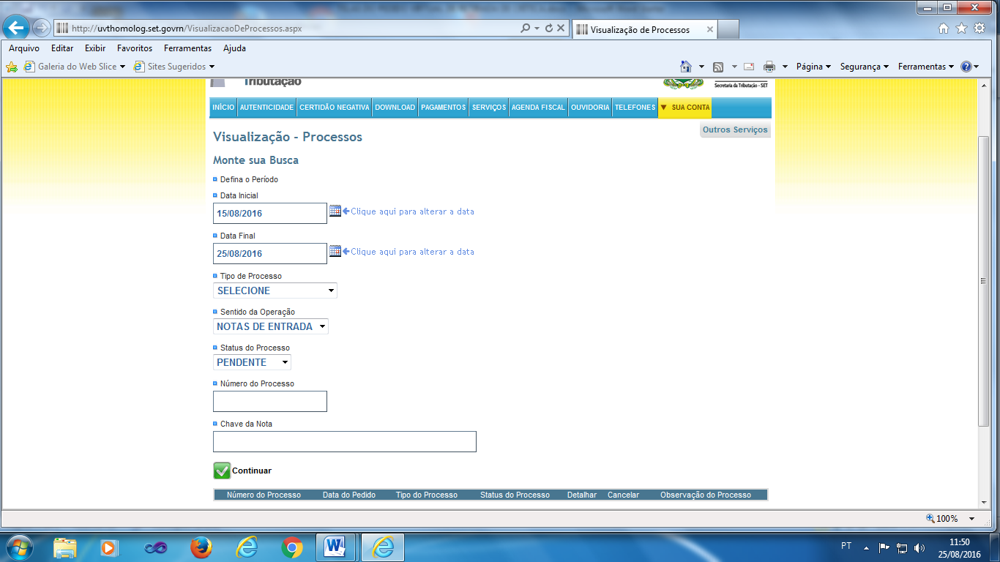 http://uvthomolog.set.govrn/VisualizacaoDeProcessos.aspx
Visualização de Processos
Arquivo Editar Exibir Favoritos Ferramentas Ajuda
Galeria do Web Slice Sites Sugeridos Página Segurança Ferramentas
Tributação
Secretaria da Tributação - SET
INÍCIO AUTENTICIDADE CERTIDÃO NEGATIVA DOWNLOAD PAGAMENTOS SERVIÇOS AGENDA FISCAL OUVIDORIA TELEFONES SUA CONTA
Outros Serviços
Visualização - Processos
Monte sua Busca
Defina o Período
Data Inicial
15/08/2016 Clique aqui para alterar a data
Data Final
25/08/2016 Clique aqui para alterar a data
Tipo de Processo
SELECIONE
Sentido da Operação
NOTAS DE ENTRADA
Status do Processo
PENDENTE
Número do Processo
Chave da Nota
Continuar
Número do Processo Data do Pedido Tipo do Processo Status do Processo Detalhar Cancelar Observação do Processo
100%
PT 11:50
25/08/2016